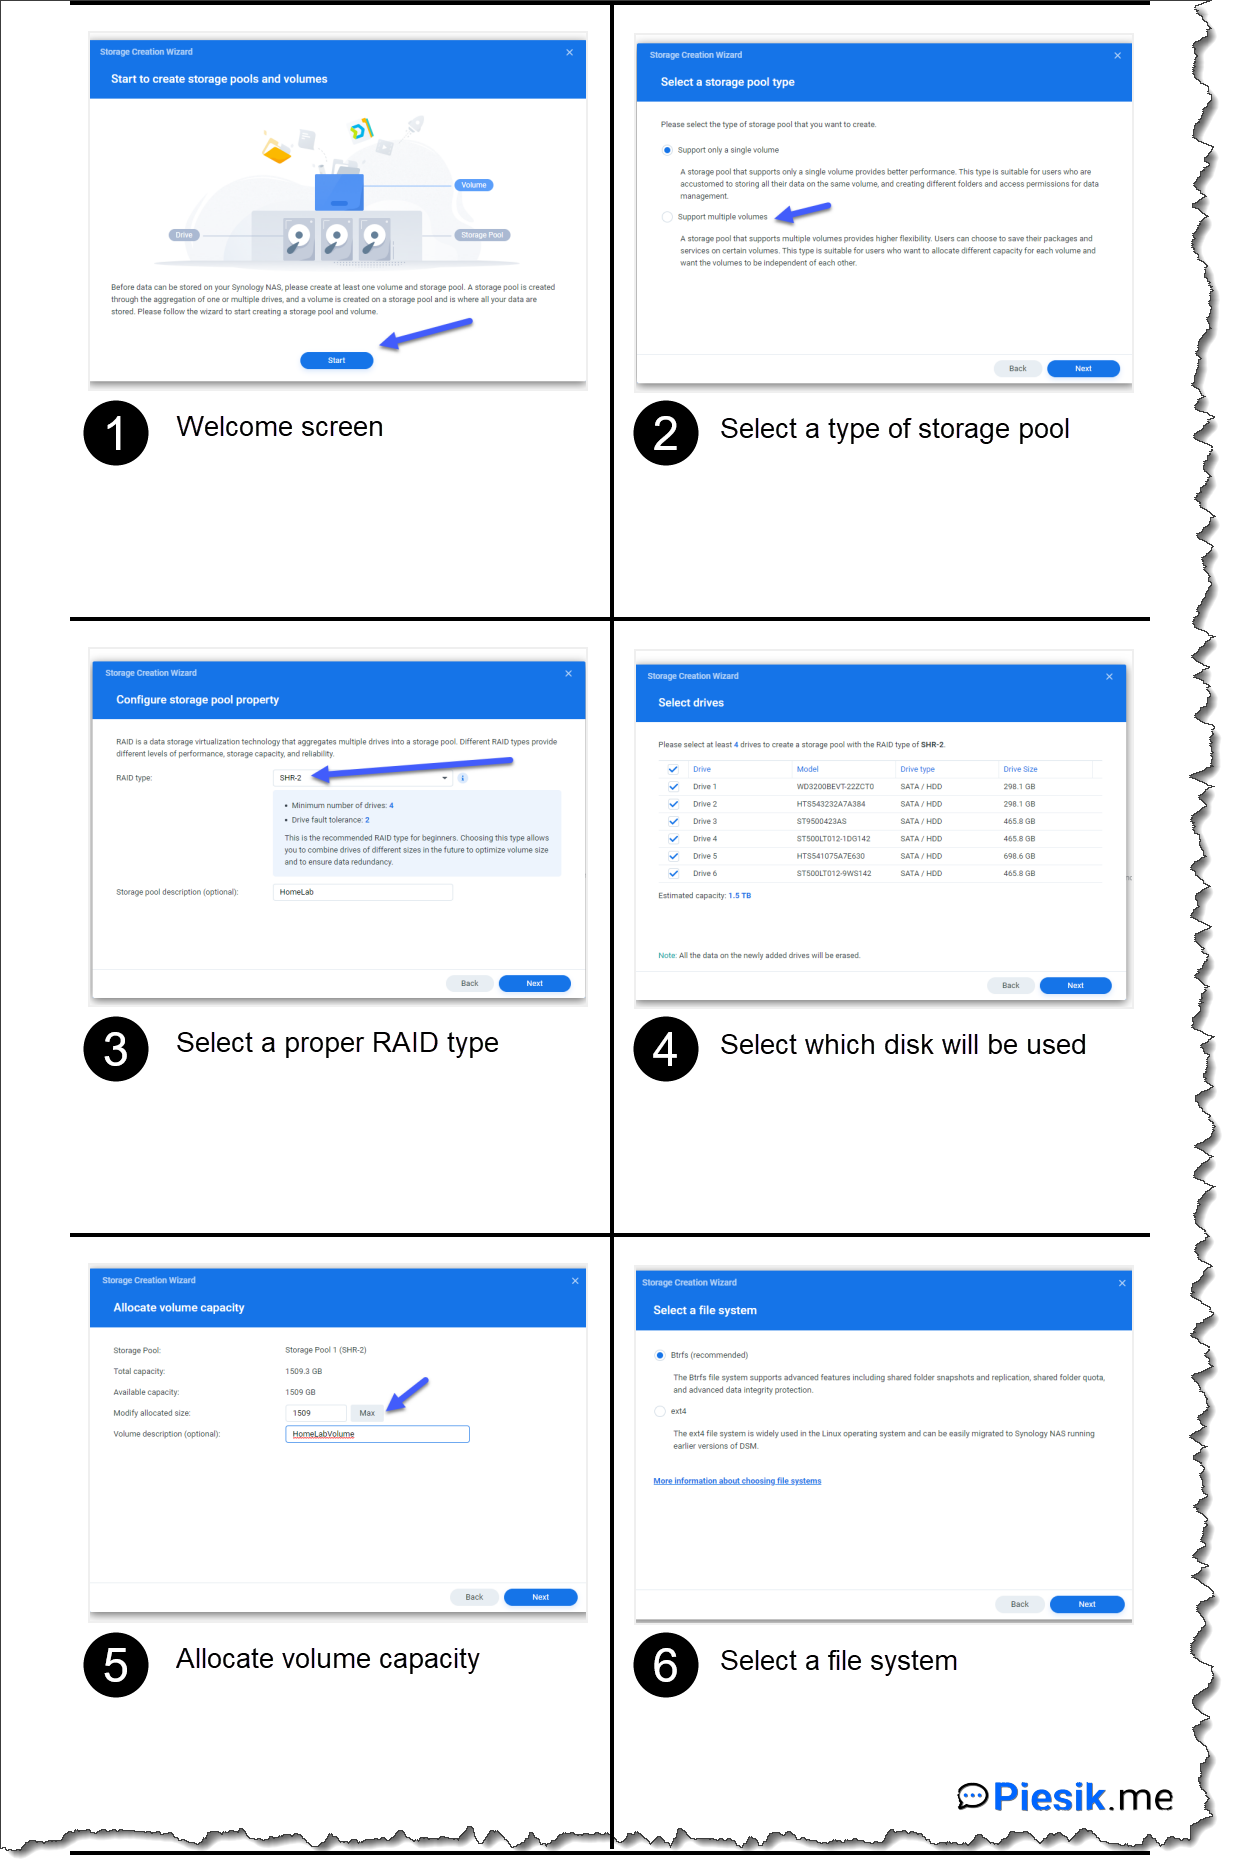 Storage Creation Wizard
Start to create storage pools and volumes
Volume
Drive
Storage Pool
Before data can be stored on your Synology NAS, please create at least one volume and storage pool. A storage pool is created
through the aggregation of one or multiple drives, and a volume is created on a storage pool and is where all your data are
stored. Please follow the wizard to start creating a storage pool and volume.
Start
1 Welcome screen
Storage Creation Wizard
Select a storage pool type
Please select the type of storage pool that you want to create.
Support only a single volume
A storage pool that supports only a single volume provides better performance. This type is suitable for users who are
accustomed to storing all their data on the same volume, and creating different folders and access permissions for data
management.
Support multiple volumes
A storage pool that supports multiple volumes provides higher flexibility. Users can choose to save their packages and
services on certain volumes. This type is suitable for users who want to allocate different capacity for each volume and
want the volumes to be independent of each other.
Back Next
2 Select a type of storage pool
Storage Creation Wizard
Configure storage pool property
RAID is a data storage virtualization technology that aggregates multiple drives into a storage pool. Different RAID types provide
different levels of performance, storage capacity, and reliability.
RAID type: SHR-2
• Minimum number of drives: 4
• Drive fault tolerance: 2
This is the recommended RAID type for beginners. Choosing this type allows
you to combine drives of different sizes in the future to optimize volume size
and to ensure data redundancy.
Storage pool description (optional): HomeLab
Back Next
3 Select a proper RAID type
Storage Creation Wizard
Select drives
Please select at least 4 drives to create a storage pool with the RAID type of SHR-2.
Drive Model Drive type Drive Size
Drive 1 WD3200BEVT-22ZCT0 SATA / HDD 298.1 GB
Drive 2 HTS543232A7A384 SATA / HDD 298.1 GB
Drive 3 ST9500423AS SATA / HDD 465.8 GB
Drive 4 ST500LT012-1DG142 SATA / HDD 465.8 GB
Drive 5 HTS541075A7E630 SATA / HDD 698.6 GB
Drive 6 ST500LT012-9WS142 SATA / HDD 465.8 GB
Estimated capacity: 1.5 TB
Note: All the data on the newly added drives will be erased.
Back Next
4 Select which disk will be used
Storage Creation Wizard
Allocate volume capacity
Storage Pool: Storage Pool 1 (SHR-2)
Total capacity: 1509.3 GB
Available capacity: 1509 GB
Modify allocated size: 1509 Max
Volume description (optional): HomeLabVolume
Back Next
5 Allocate volume capacity
Storage Creation Wizard
Select a file system
Btrfs (recommended)
The Btrfs file system supports advanced features including shared folder snapshots and replication, shared folder quota,
and advanced data integrity protection.
ext4
The ext4 file system is widely used in the Linux operating system and can be easily migrated to Synology NAS running
earlier versions of DSM.
More information about choosing file systems
Back Next
6 Select a file system
Piesik.me